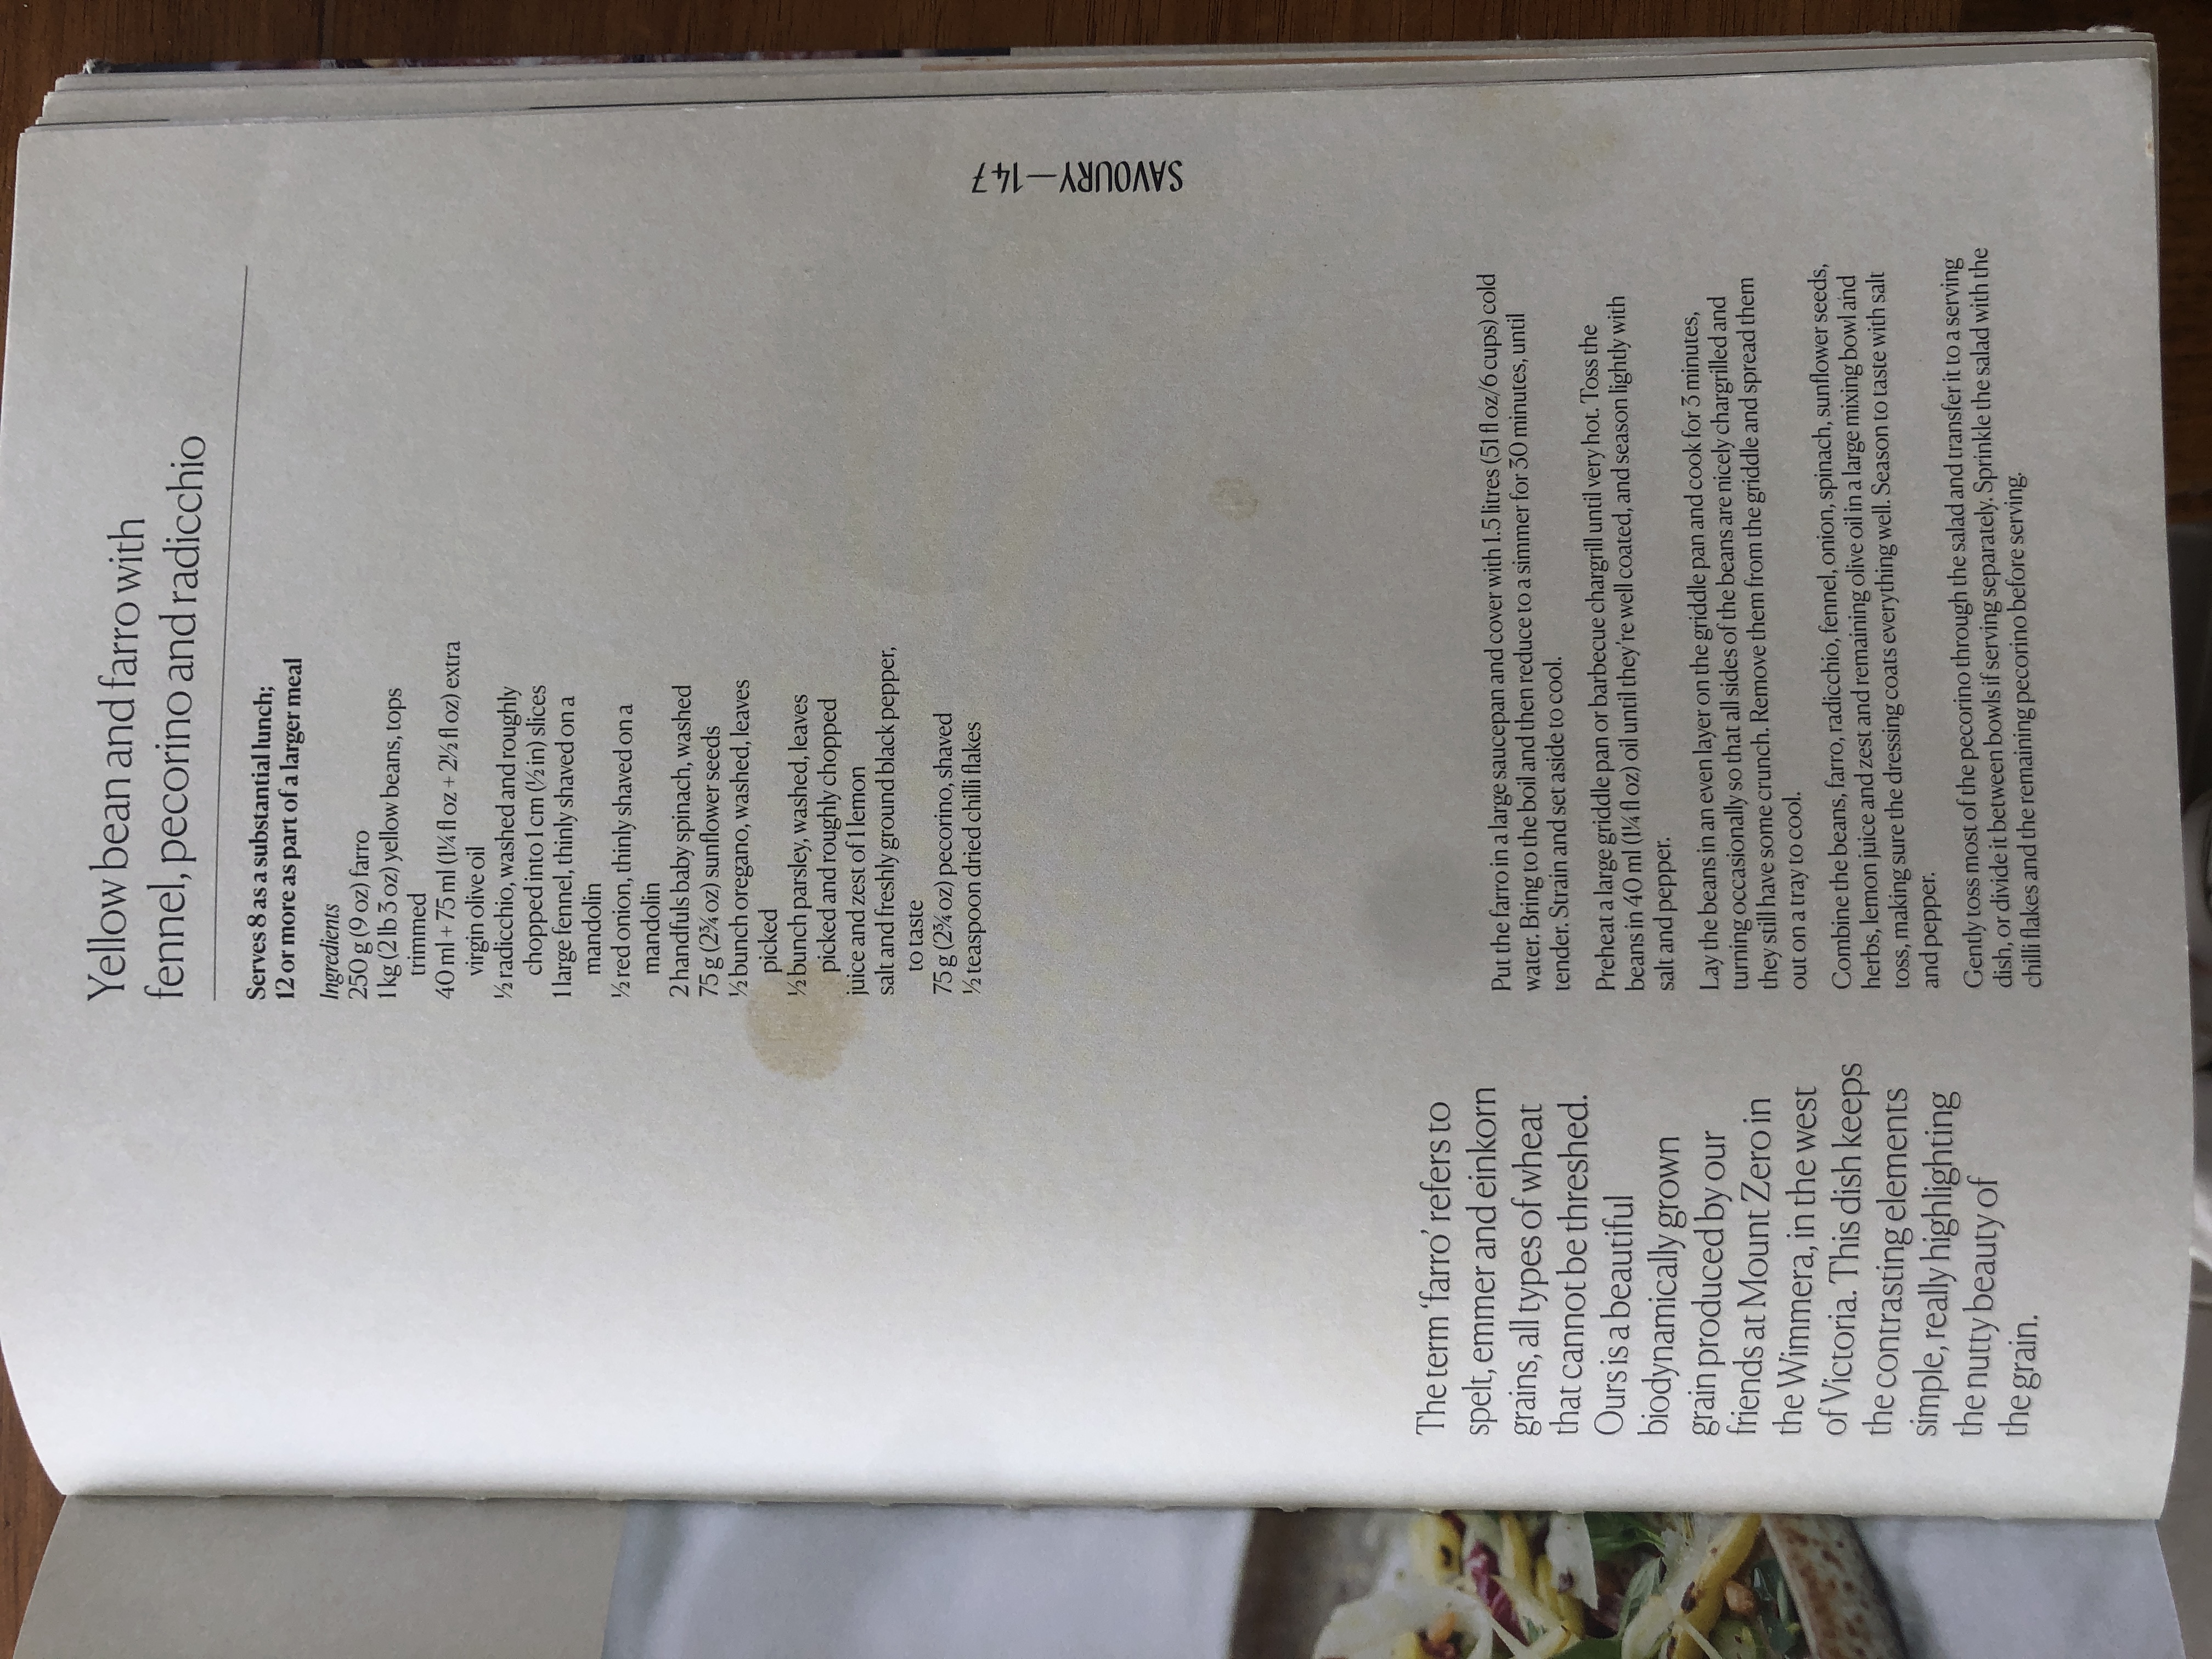 Yellow bean and farro with
fennel, pecorino and radicchio
Serves 8 as a substantial lunch;
12 or more as part of a larger meal
Ingredients
250 g (9 oz) farro
1 kg (2 lb 3 oz) yellow beans, tops
trimmed
40 ml + 75 ml (1¼ fl oz + 2½ fl oz) extra
virgin olive oil
½ radicchio, washed and roughly
chopped into 1 cm (½ in) slices
1 large fennel, thinly shaved on a
mandolin
½ red onion, thinly shaved on a
mandolin
2 handfuls baby spinach, washed
75 g (2¾ oz) sunflower seeds
½ bunch oregano, washed, leaves
picked
½ bunch parsley, washed, leaves
picked and roughly chopped
juice and zest of 1 lemon
salt and freshly ground black pepper,
to taste
75 g (2¾ oz) pecorino, shaved
½ teaspoon dried chilli flakes
SAVOURY—147
The term ‘farro’ refers to
spelt, emmer and einkorn
grains, all types of wheat
that cannot be threshed.
Ours is a beautiful
biodynamically grown
grain produced by our
friends at Mount Zero in
the Wimmera, in the west
of Victoria. This dish keeps
the contrasting elements
simple, really highlighting
the nutty beauty of
the grain.
Put the farro in a large saucepan and cover with 1.5 litres (51 fl oz/6 cups) cold
water. Bring to the boil and then reduce to a simmer for 30 minutes, until
tender. Strain and set aside to cool.
Preheat a large griddle pan or barbecue chargrill until very hot. Toss the
beans in 40 ml (1¼ fl oz) oil until they’re well coated, and season lightly with
salt and pepper.
Lay the beans in an even layer on the griddle pan and cook for 3 minutes,
turning occasionally so that all sides of the beans are nicely chargrilled and
they still have some crunch. Remove them from the griddle and spread them
out on a tray to cool.
Combine the beans, farro, radicchio, fennel, onion, spinach, sunflower seeds,
herbs, lemon juice and zest and remaining olive oil in a large mixing bowl and
toss, making sure the dressing coats everything well. Season to taste with salt
and pepper.
Gently toss most of the pecorino through the salad and transfer it to a serving
dish, or divide it between bowls if serving separately. Sprinkle the salad with the
chilli flakes and the remaining pecorino before serving.